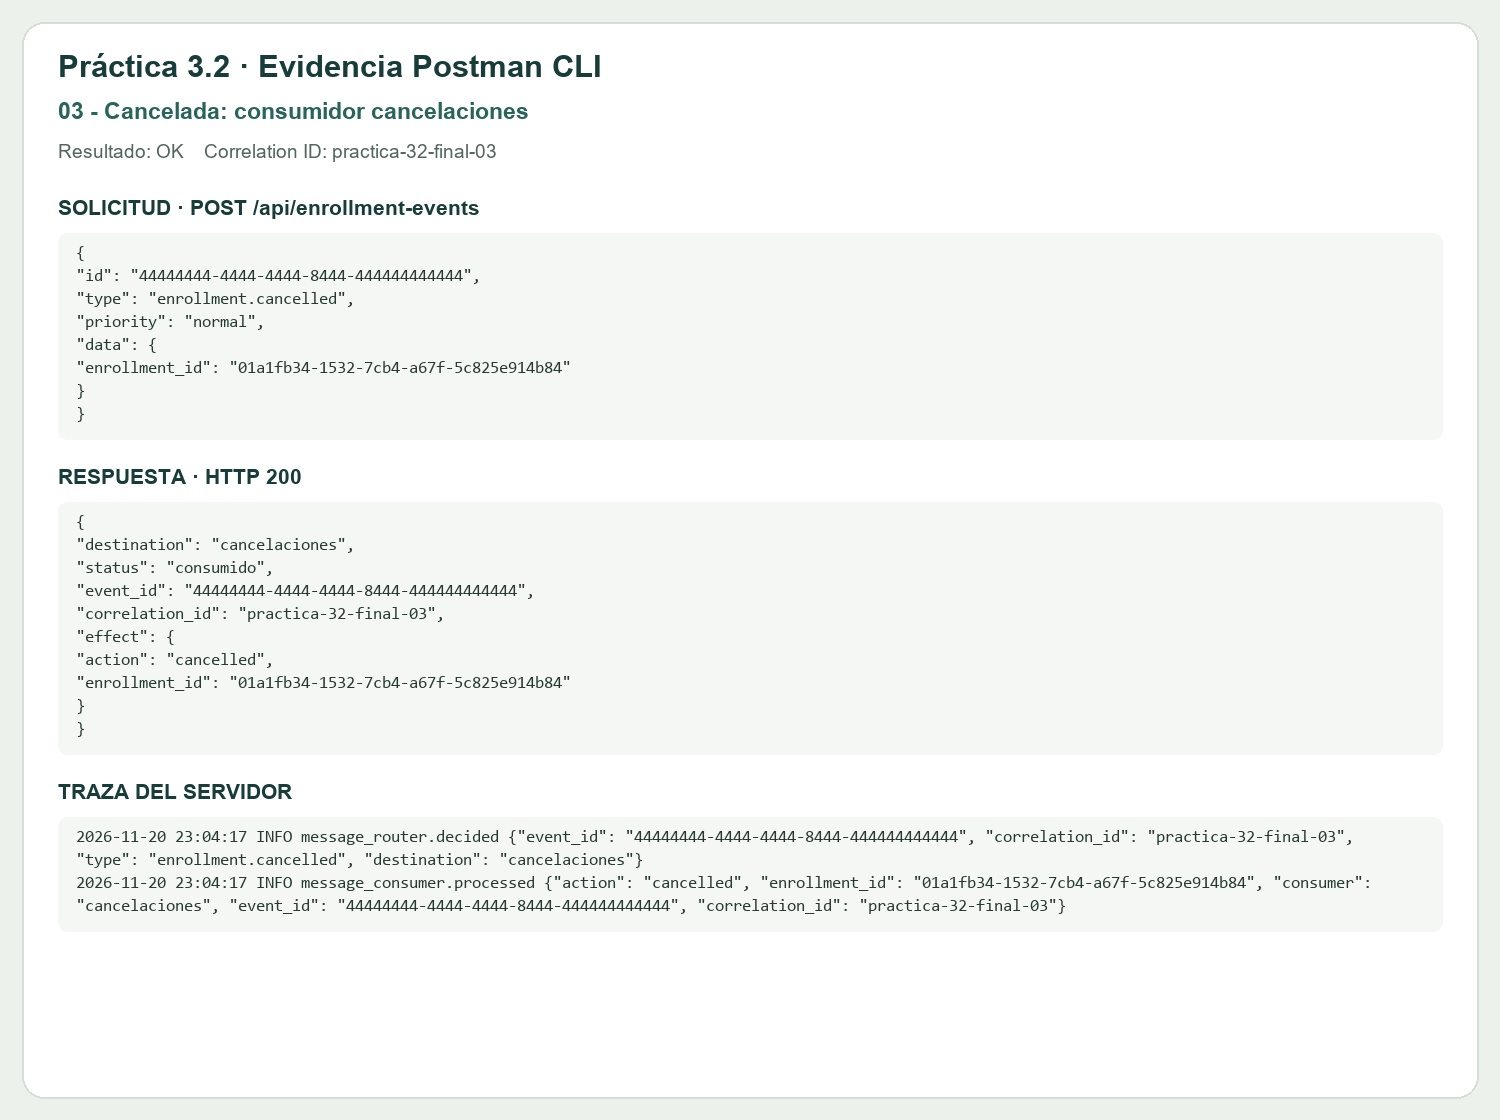 Práctica 3.2 · Evidencia Postman CLI
03 - Cancelada: consumidor cancelaciones
Resultado: OK    Correlation ID: practica-32-final-03
SOLICITUD · POST /api/enrollment-events
{
"id": "44444444-4444-4444-8444-444444444444",
"type": "enrollment.cancelled",
"priority": "normal",
"data": {
"enrollment_id": "01a1fb34-1532-7cb4-a67f-5c825e914b84"
}
}
RESPUESTA · HTTP 200
{
"destination": "cancelaciones",
"status": "consumido",
"event_id": "44444444-4444-4444-8444-444444444444",
"correlation_id": "practica-32-final-03",
"effect": {
"action": "cancelled",
"enrollment_id": "01a1fb34-1532-7cb4-a67f-5c825e914b84"
}
}
TRAZA DEL SERVIDOR
2026-11-20 23:04:17 INFO message_router.decided {"event_id": "44444444-4444-4444-8444-444444444444", "correlation_id": "practica-32-final-03",
"type": "enrollment.cancelled", "destination": "cancelaciones"}
2026-11-20 23:04:17 INFO message_consumer.processed {"action": "cancelled", "enrollment_id": "01a1fb34-1532-7cb4-a67f-5c825e914b84", "consumer":
"cancelaciones", "event_id": "44444444-4444-4444-8444-444444444444", "correlation_id": "practica-32-final-03"}